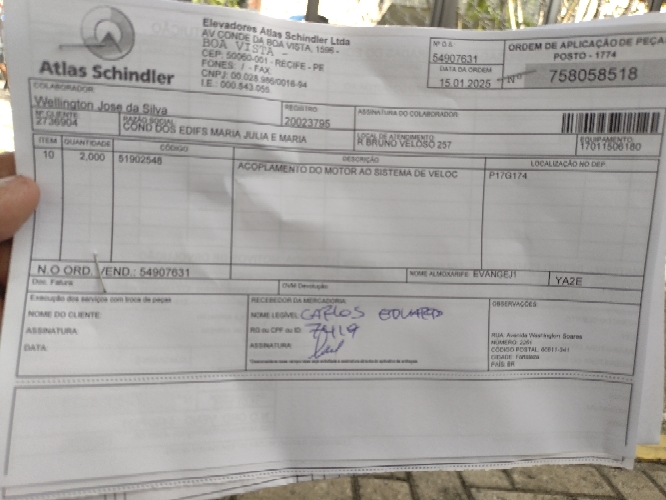 Atlas Schindler
Elevadores Atlas Schindler Ltda
AV CONDE DA BOA VISTA, 1596 -
BOA VISTA -
CEP: 50060-001 - RECIFE - PE
FONES: / - FAX:
CNPJ: 00.028.986/0016-94
I.E.: 000.543.055.
Nº O.S.:
54907631
DATA DA ORDEM
15.01.2025
ORDEM DE APLICAÇÃO DE PEÇA
POSTO - 1774
Nº 758058518
COLABORADOR:
Wellington Jose da Silva
REGISTRO:
20023795
ASSINATURA DO COLABORADOR:
Nº CLIENTE:
2736904
RAZÃO SOCIAL:
COND DOS EDIFS MARIA JULIA E MARIA
LOCAL DE ATENDIMENTO:
R BRUNO VELOSO 257
EQUIPAMENTO:
17011506180
ITEM QUANTIDADE CÓDIGO DESCRIÇÃO LOCALIZAÇÃO NO DEP.
10 2,000 51902548 ACOPLAMENTO DO MOTOR AO SISTEMA DE VELOC P17G174
N.O ORD. VEND.: 54907631
NOME ALMOXARIFE: EVANGEJ1
YA2E
Doc. Fatura:
OVM Devolução:
Execução dos serviços com troca de peças
NOME DO CLIENTE:
ASSINATURA:
DATA:
RECEBEDOR DA MERCADORIA:
NOME LEGÍVEL: CARLOS EDUARDO
RG ou CPF ou ID: 7419
ASSINATURA:
OBSERVAÇÕES:
RUA: Avenida Washington Soares
NÚMERO: 2261
CÓDIGO POSTAL: 60811-341
CIDADE: Fortaleza
PAÍS: BR